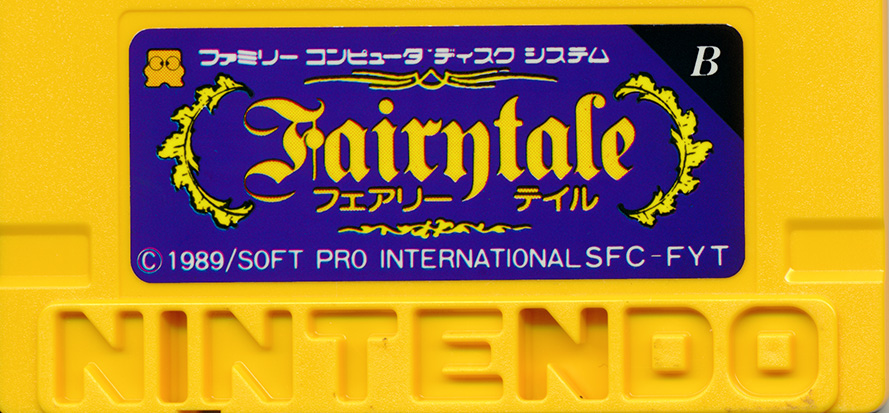 ファミリー コンピュータ ディスク システム
B
Fairytale
フェアリー テイル
©1989/SOFT PRO INTERNATIONAL SFC-FYT
NINTENDO